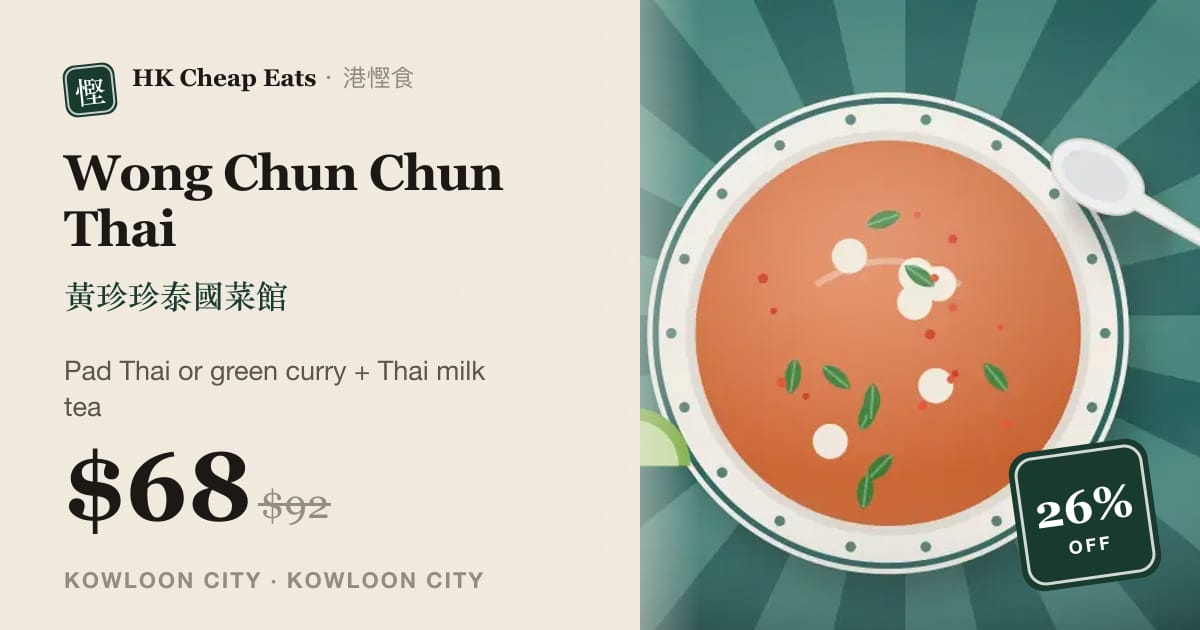 慳
HK Cheap Eats · 港慳食
Wong Chun Chun
Thai
黃珍珍泰國菜館
Pad Thai or green curry + Thai milk
tea
$68 $92
KOWLOON CITY · KOWLOON CITY
26%
OFF